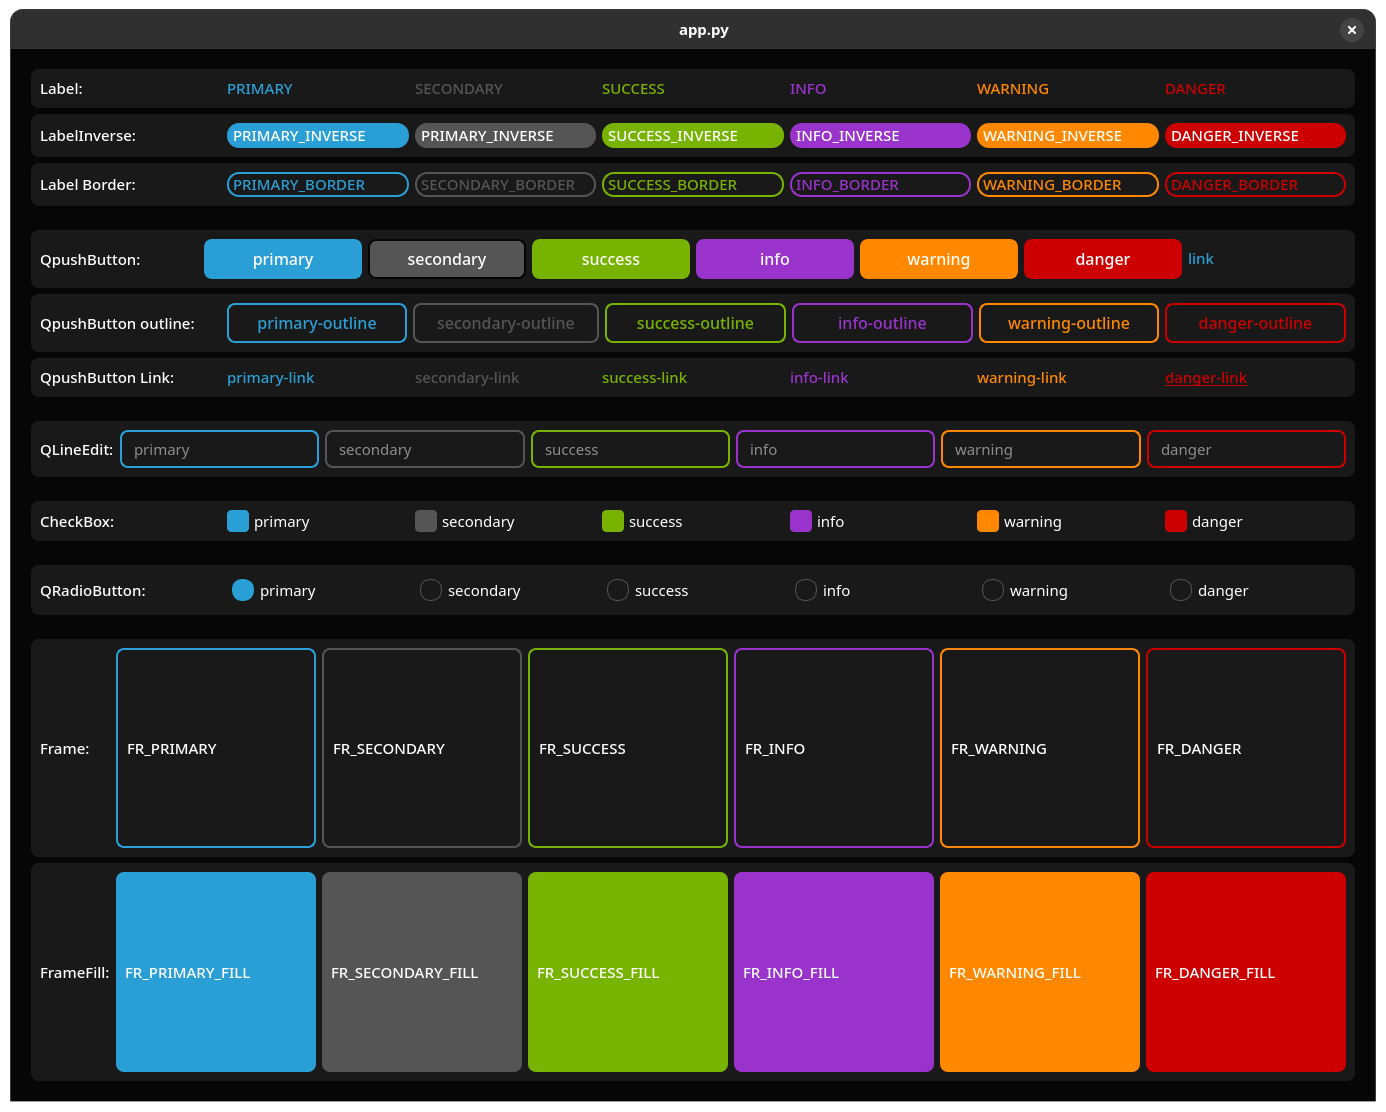 app.py
Label: PRIMARY SECONDARY SUCCESS INFO WARNING DANGER
LabelInverse: PRIMARY_INVERSE PRIMARY_INVERSE SUCCESS_INVERSE INFO_INVERSE WARNING_INVERSE DANGER_INVERSE
Label Border: PRIMARY_BORDER SECONDARY_BORDER SUCCESS_BORDER INFO_BORDER WARNING_BORDER DANGER_BORDER
QpushButton: primary secondary success info warning danger link
QpushButton outline: primary-outline secondary-outline success-outline info-outline warning-outline danger-outline
QpushButton Link: primary-link secondary-link success-link info-link warning-link danger-link
QLineEdit: primary secondary success info warning danger
CheckBox: primary secondary success info warning danger
QRadioButton: primary secondary success info warning danger
Frame: FR_PRIMARY FR_SECONDARY FR_SUCCESS FR_INFO FR_WARNING FR_DANGER
FrameFill: FR_PRIMARY_FILL FR_SECONDARY_FILL FR_SUCCESS_FILL FR_INFO_FILL FR_WARNING_FILL FR_DANGER_FILL